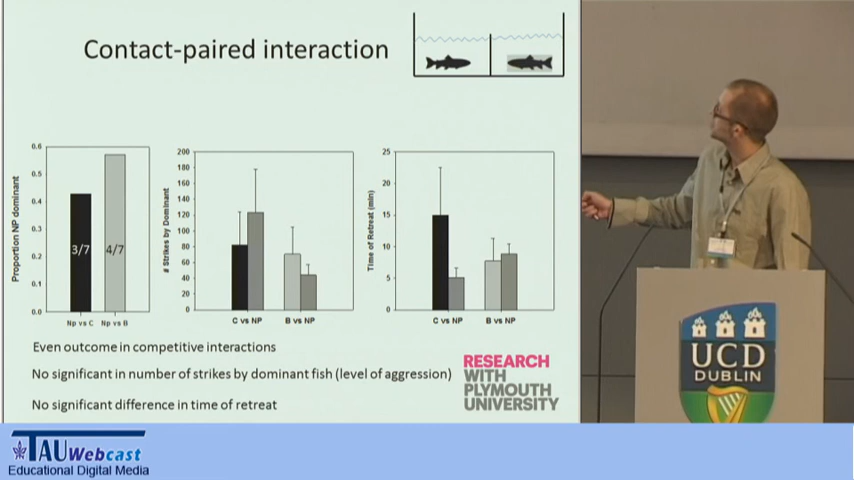 Contact-paired interaction
Proportion NP dominant
0.6
0.5
0.4
0.3
0.2
0.1
0.0
3/7
4/7
Np vs C Np vs B
# Strikes by Dominant
200
180
160
140
120
100
80
60
40
20
0
C vs NP B vs NP
Time of Retreat (min)
25
20
15
10
5
0
C vs NP B vs NP
Even outcome in competitive interactions
No significant in number of strikes by dominant fish (level of aggression)
No significant difference in time of retreat
RESEARCH
WITH
PLYMOUTH
UNIVERSITY
UCD
DUBLIN
TAU Webcast
Educational Digital Media